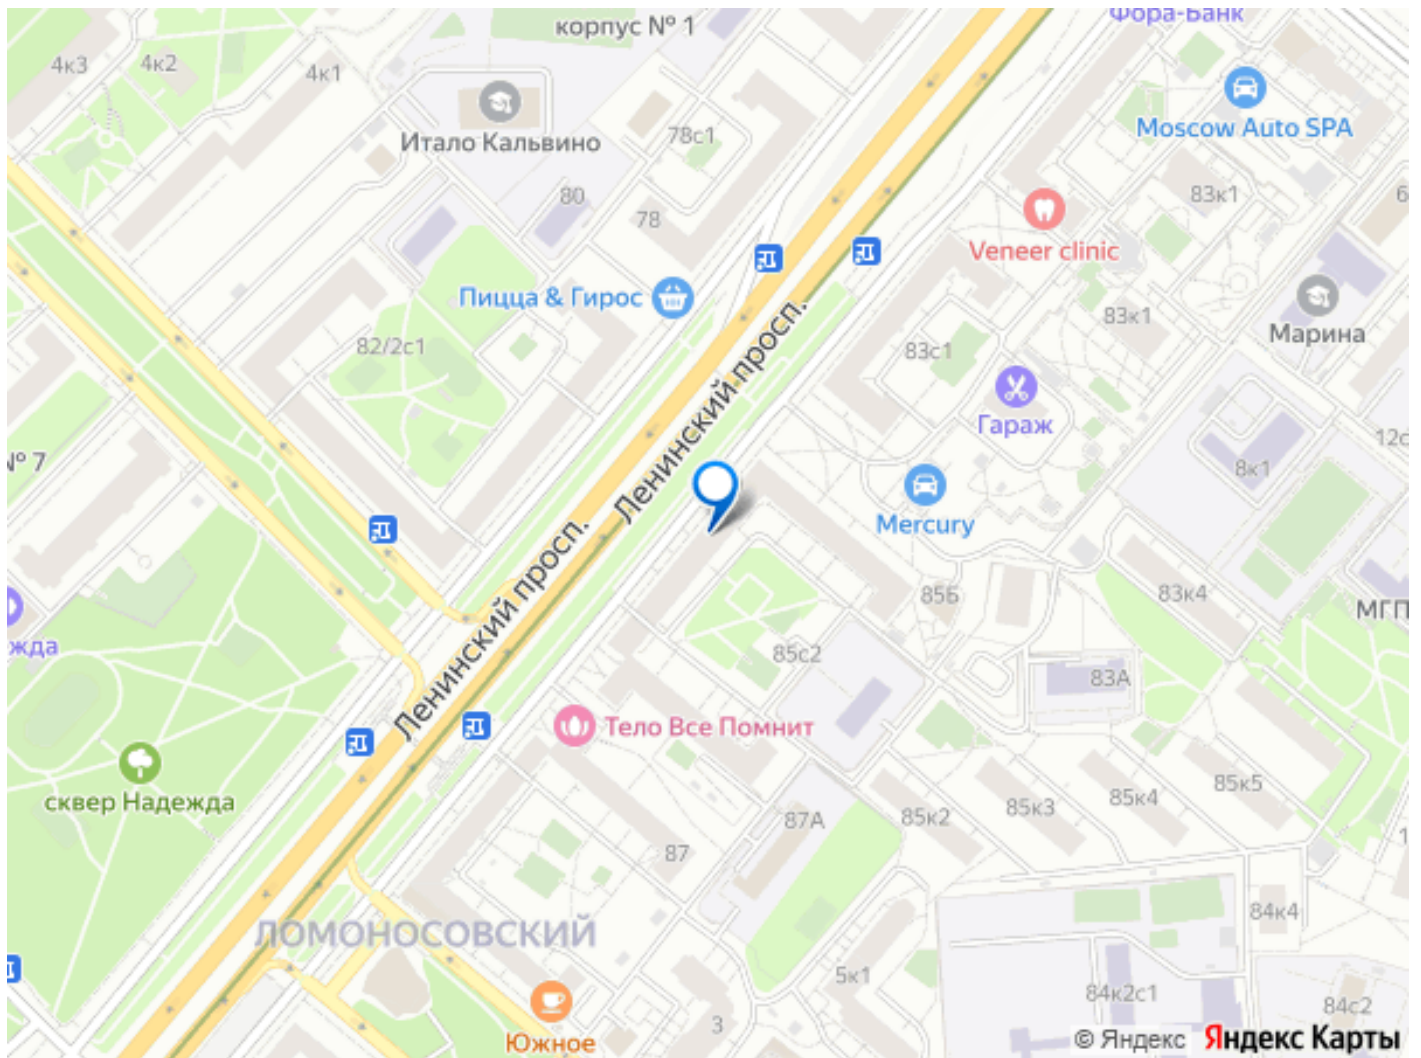 Фора-Банк
корпус № 1
4к3
4к2
4к1
Итало Кальвино
78с1
Moscow Auto SPA
80
78
83к1
6
Veneer clinic
Пицца & Гирос
83к1
Марина
82/2с1
83с1
Гараж
Ленинский просп.
№ 7
12с
8к1
Mercury
Ленинский просп.
85Б
83к4
МГП
жда
85с2
83А
Тело Все Помнит
сквер Надежда
85к5
85к4
85к3
85к2
87А
87
1
ЛОМОНОСОВСКИЙ
84к4
5к1
84к2с1
84с2
3
Южное
© Яндекс Яндекс Карты